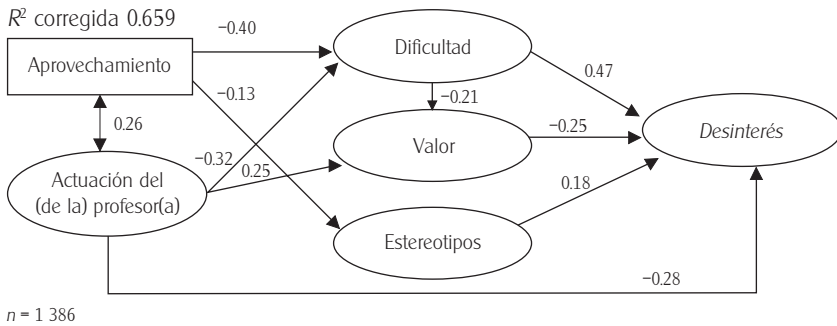 R² corregida 0.659
−0.40
Dificultad
Aprovechamiento
0.47
−0.13
−0.21
0.26
−0.25
Valor
Desinterés
−0.32
0.25
Actuación del
(de la) profesor(a)
0.18
Estereotipos
−0.28
n = 1 386